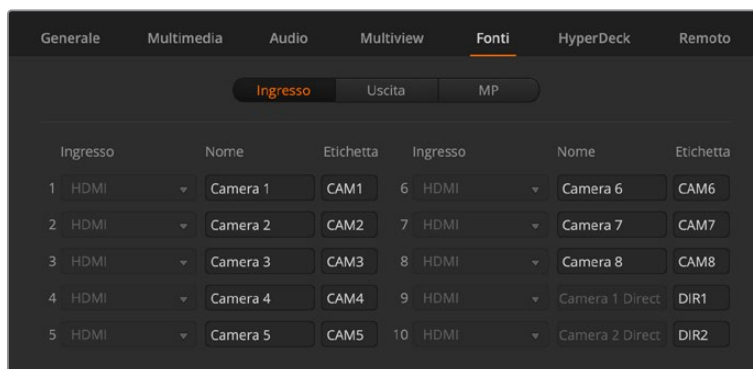 Generale Multimedia Audio Multiview Fonti HyperDeck Remoto
Ingresso Uscita MP
Ingresso Nome Etichetta Ingresso Nome Etichetta
1 HDMI Camera 1 CAM1 6 HDMI Camera 6 CAM6
2 HDMI Camera 2 CAM2 7 HDMI Camera 7 CAM7
3 HDMI Camera 3 CAM3 8 HDMI Camera 8 CAM8
4 HDMI Camera 4 CAM4 9 HDMI Camera 1 Direct DIR1
5 HDMI Camera 5 CAM5 10 HDMI Camera 2 Direct DIR2